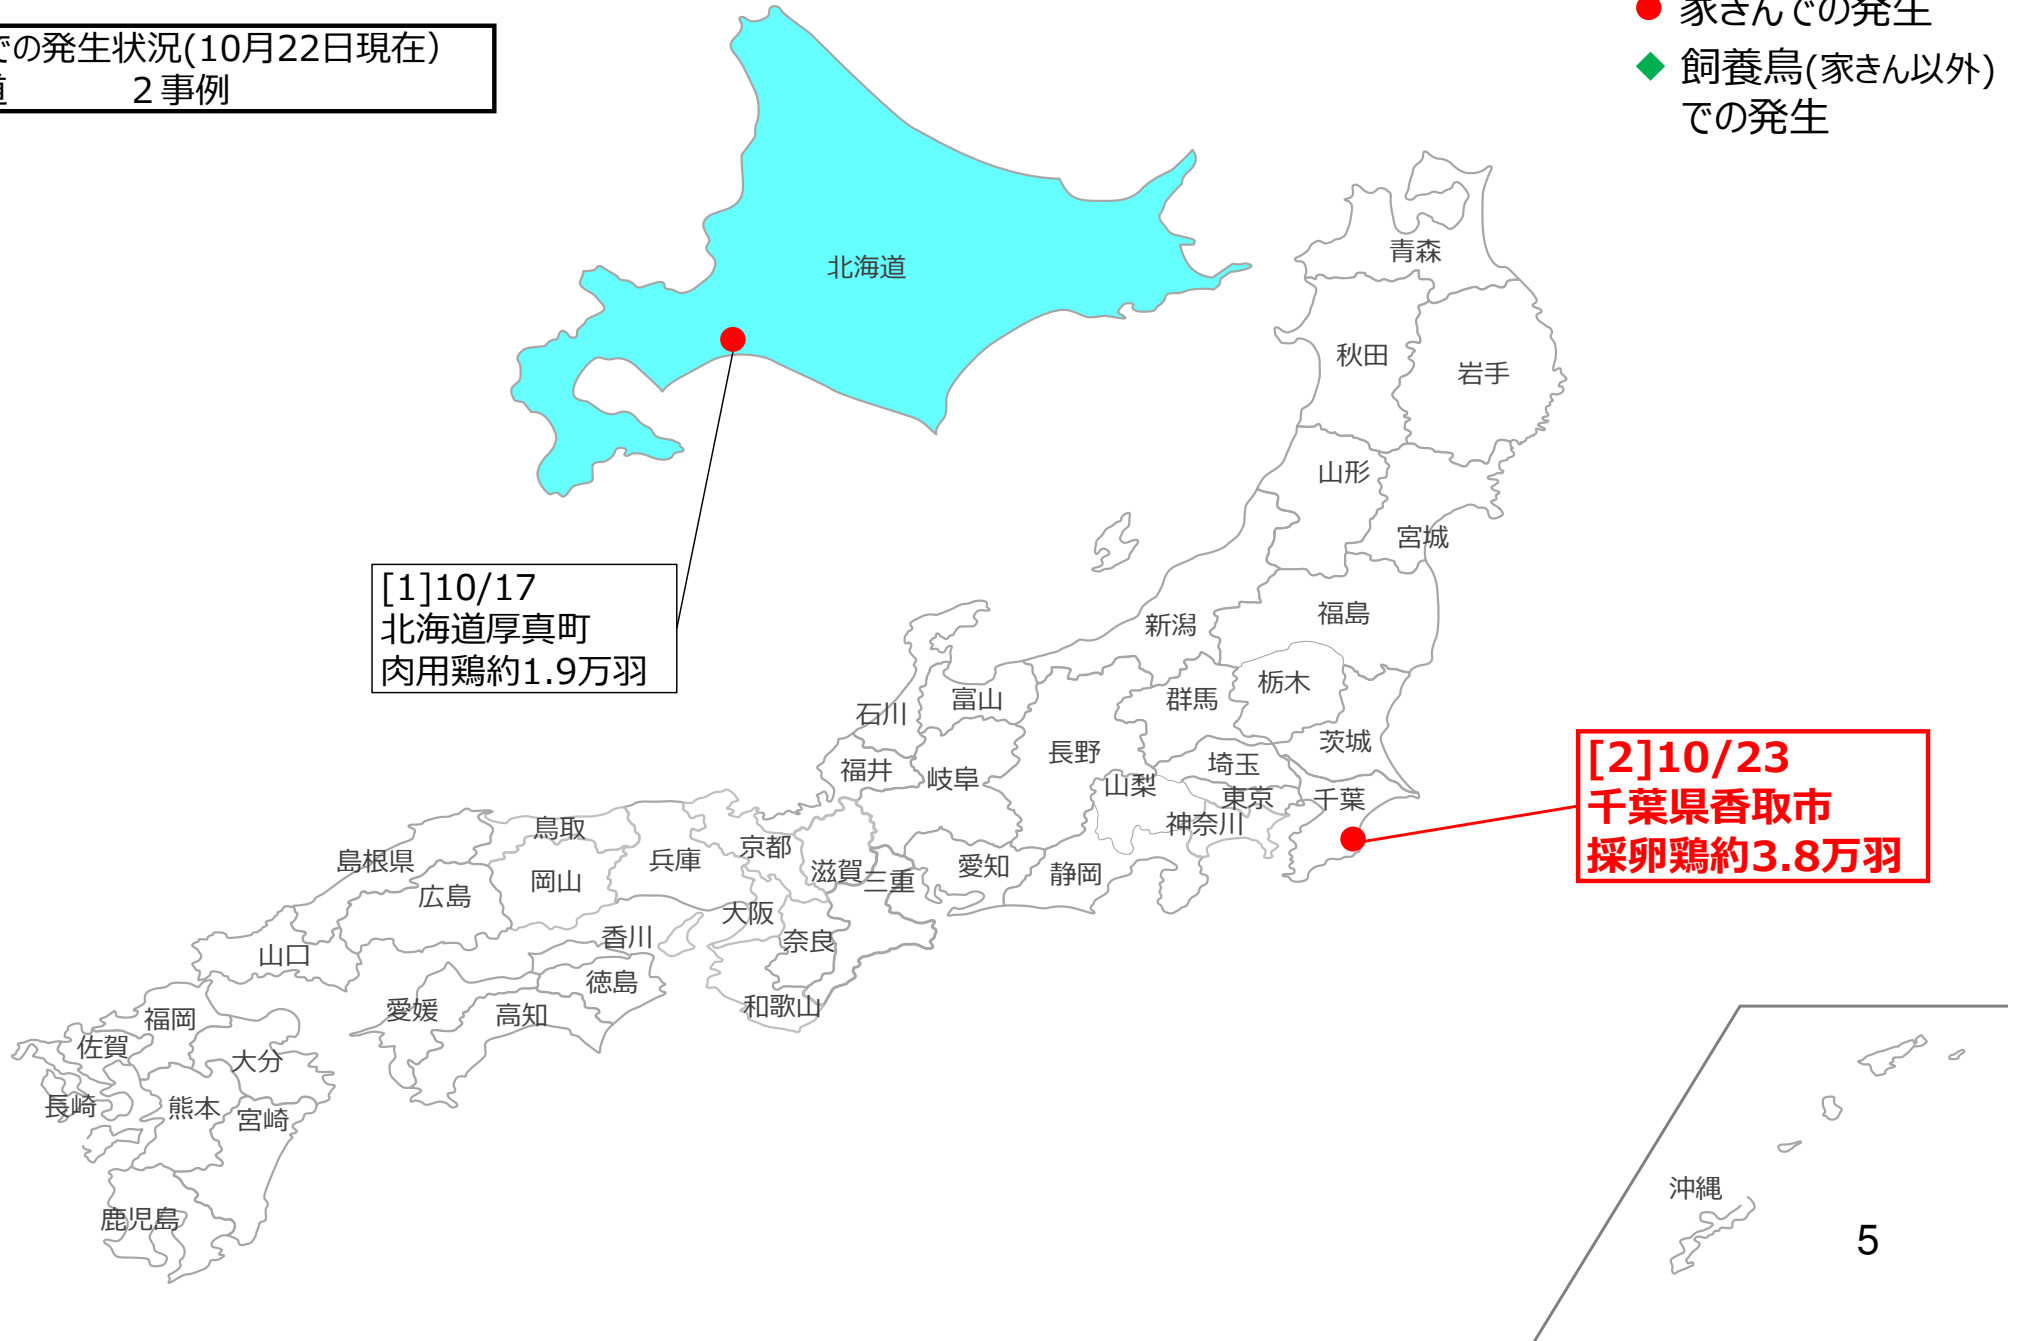 での発生状況(10月22日現在）
道　　　２事例
家きんでの発生
飼養鳥(家きん以外)
での発生
北海道
青森
秋田
岩手
山形
宮城
[1]10/17
北海道厚真町
肉用鶏約1.9万羽
新潟
福島
石川
富山
群馬
栃木
福井
岐阜
長野
山梨
埼玉
東京
神奈川
茨城
千葉
[2]10/23
千葉県香取市
採卵鶏約3.8万羽
島根県
鳥取
広島
岡山
兵庫
京都
滋賀
三重
愛知
静岡
山口
香川
大阪
奈良
徳島
和歌山
愛媛
高知
福岡
佐賀
大分
長崎
熊本
宮崎
鹿児島
沖縄
5